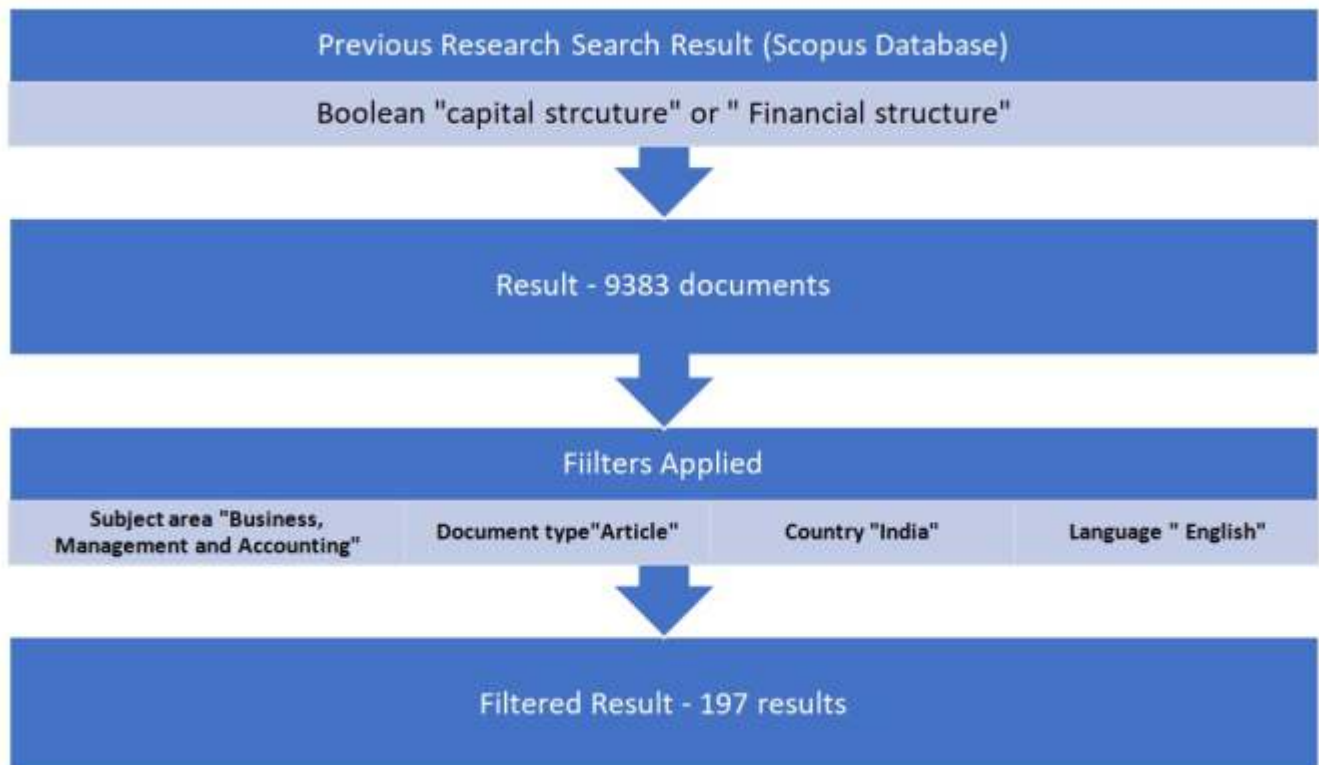 Previous Research Search Result (Scopus Database)
Boolean "capital strcuture" or " Financial structure"
Result - 9383 documents
Fiilters Applied
Subject area "Business,
Management and Accounting"
Document type"Article"
Country "India"
Language " English"
Filtered Result - 197 results